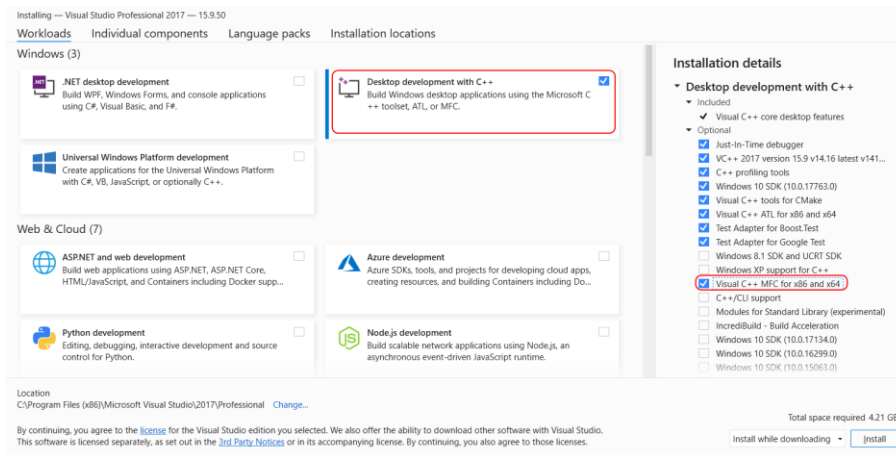 Installing — Visual Studio Professional 2017 — 15.9.50
Workloads Individual components Language packs Installation locations
Windows (3)
.NET desktop development
Build WPF, Windows Forms, and console applications
using C#, Visual Basic, and F#.
Desktop development with C++
Build Windows desktop applications using the Microsoft C
++ toolset, ATL, or MFC.
Universal Windows Platform development
Create applications for the Universal Windows Platform
with C#, VB, JavaScript, or optionally C++.
Web & Cloud (7)
ASP.NET and web development
Build web applications using ASP.NET, ASP.NET Core,
HTML/JavaScript, and Containers including Docker supp...
Azure development
Azure SDKs, tools, and projects for developing cloud apps,
creating resources, and building Containers including Do...
Python development
Editing, debugging, interactive development and source
control for Python.
Node.js development
Build scalable network applications using Node.js, an
asynchronous event-driven JavaScript runtime.
Installation details
Desktop development with C++
Included
Visual C++ core desktop features
Optional
Just-In-Time debugger
VC++ 2017 version 15.9 v14.16 latest v141...
C++ profiling tools
Windows 10 SDK (10.0.17763.0)
Visual C++ tools for CMake
Visual C++ ATL for x86 and x64
Test Adapter for Boost.Test
Test Adapter for Google Test
Windows 8.1 SDK and UCRT SDK
Windows XP support for C++
Visual C++ MFC for x86 and x64
C++/CLI support
Modules for Standard Library (experimental)
IncrediBuild - Build Acceleration
Windows 10 SDK (10.0.17134.0)
Windows 10 SDK (10.0.16299.0)
Windows 10 SDK (10.0.15063.0)
Location
C:\Program Files (x86)\Microsoft Visual Studio\2017\Professional Change...
By continuing, you agree to the license for the Visual Studio edition you selected. We also offer the ability to download other software with Visual Studio.
This software is licensed separately, as set out in the 3rd Party Notices or in its accompanying license. By continuing, you also agree to those licenses.
Total space required 4.21 GB
Install while downloading Install